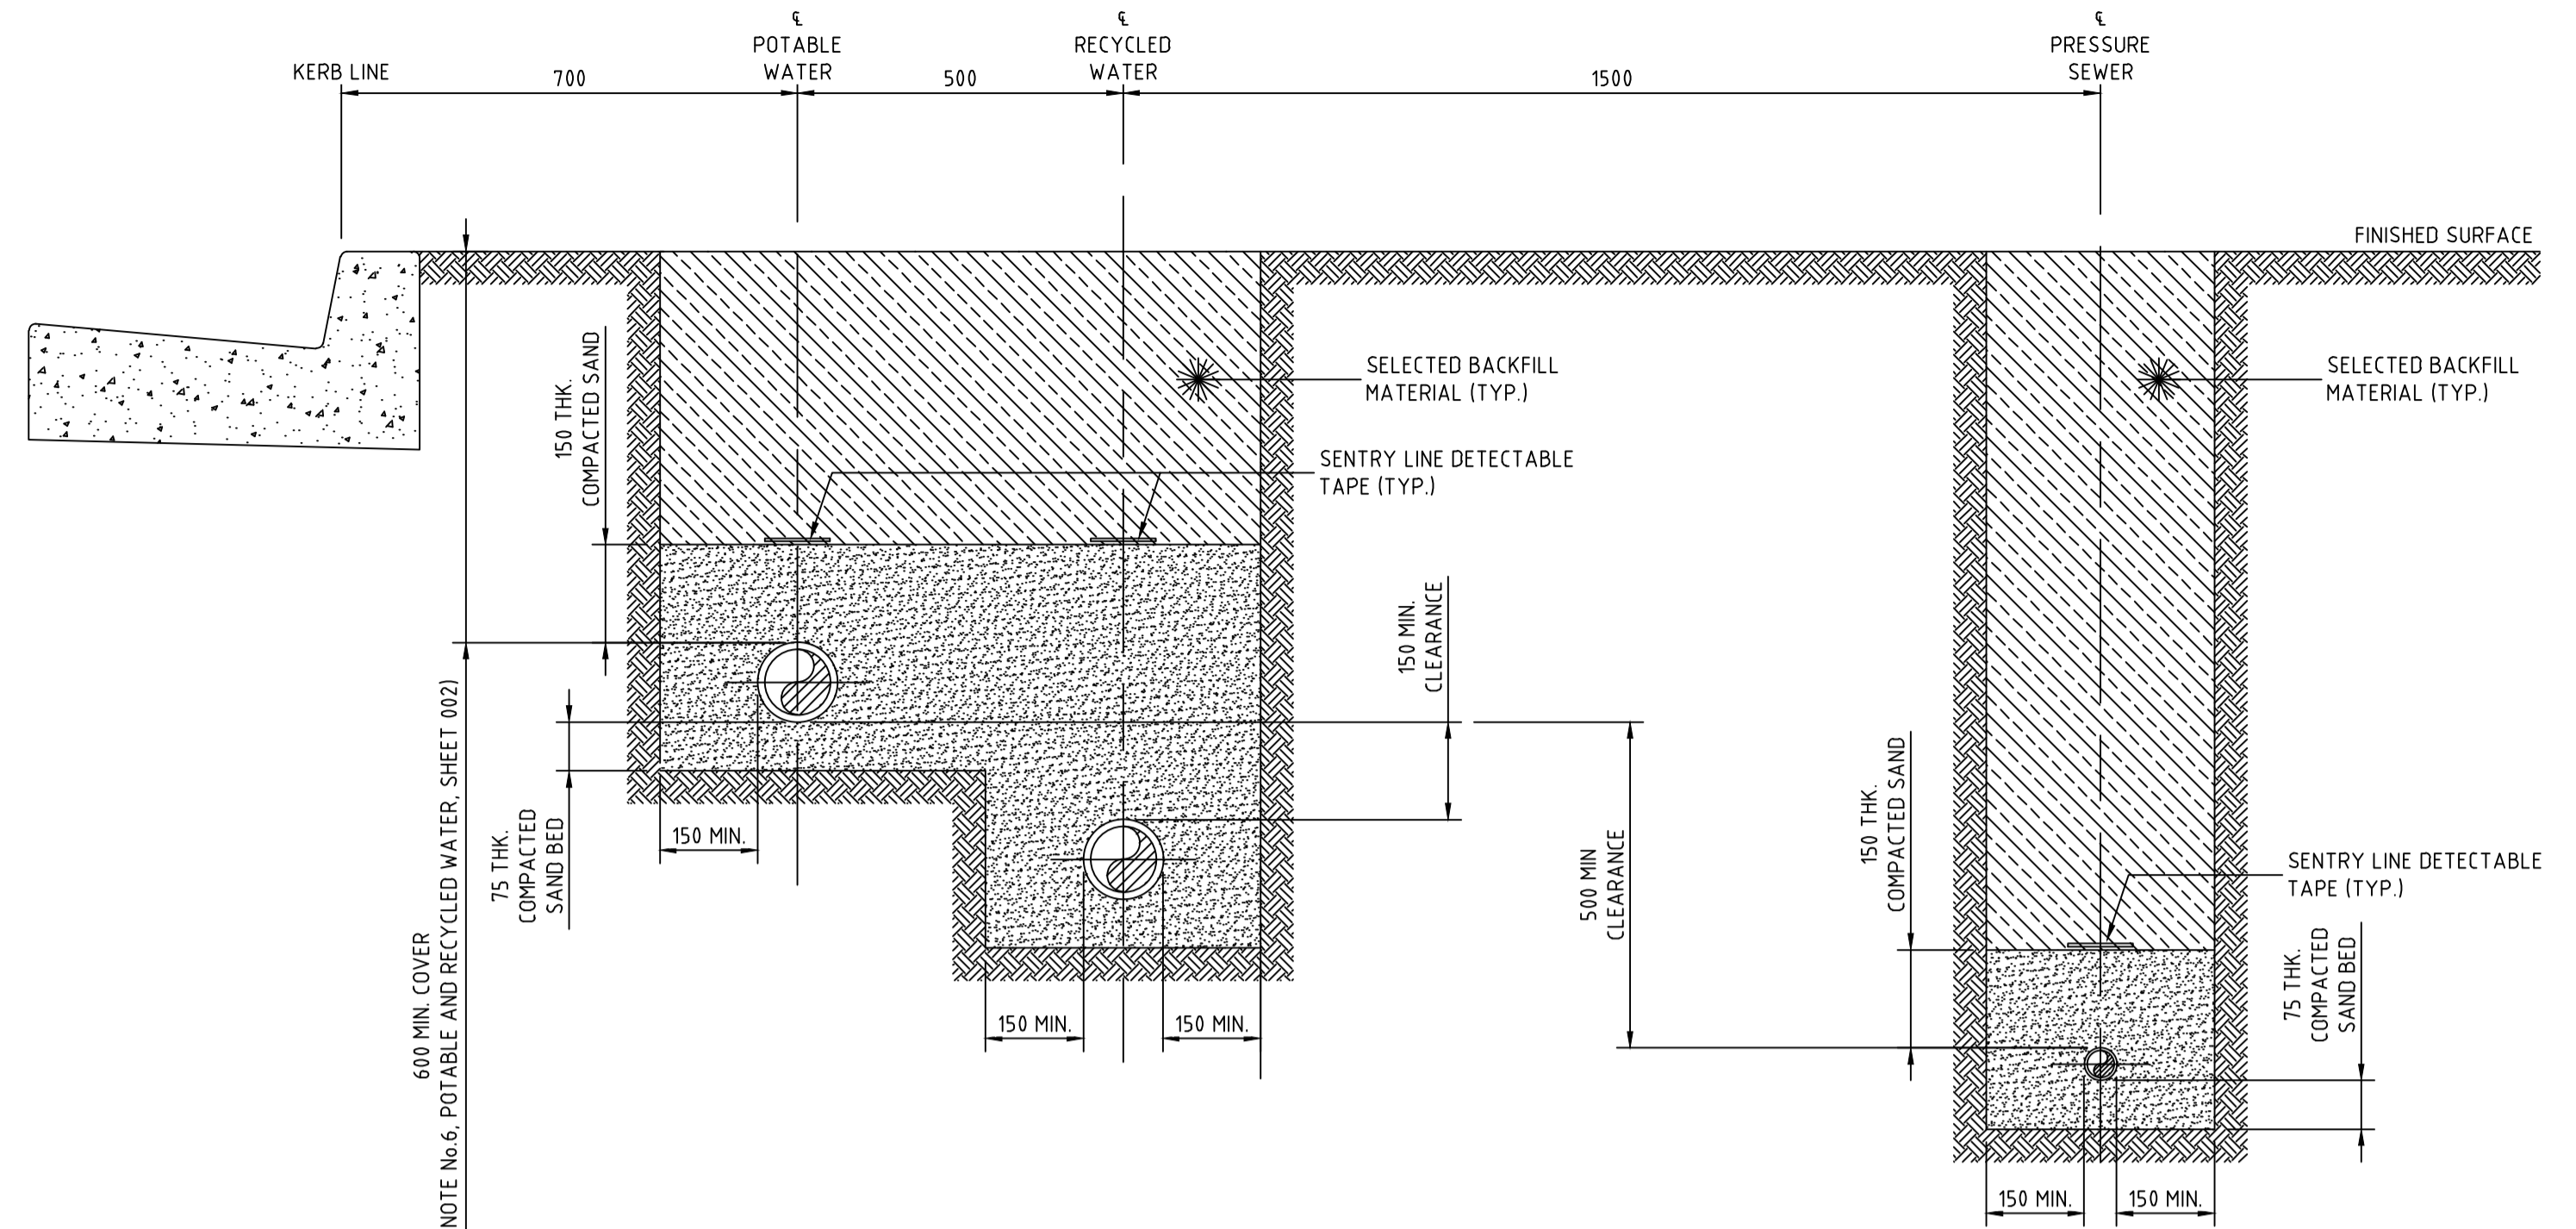 ℄
POTABLE
WATER
℄
RECYCLED
WATER
℄
PRESSURE
SEWER
KERB LINE
700
500
1500
FINISHED SURFACE
150 THK.
COMPACTED SAND
SELECTED BACKFILL
MATERIAL (TYP.)
SELECTED BACKFILL
MATERIAL (TYP.)
SENTRY LINE DETECTABLE
TAPE (TYP.)
150 MIN.
CLEARANCE
600 MIN. COVER
NOTE No.6, POTABLE AND RECYCLED WATER, SHEET 002)
75 THK.
COMPACTED
SAND BED
150 MIN.
500 MIN
CLEARANCE
150 THK.
COMPACTED SAND
SENTRY LINE DETECTABLE
TAPE (TYP.)
75 THK.
COMPACTED
SAND BED
150 MIN.
150 MIN.
150 MIN.
150 MIN.